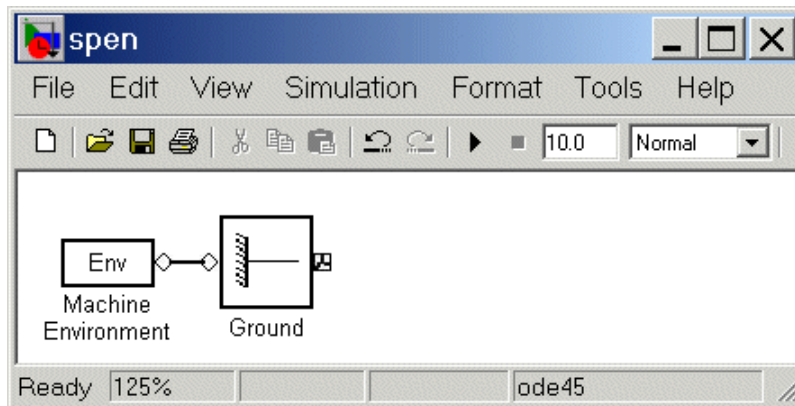 spen
File Edit View Simulation Format Tools Help
10.0 Normal
Env
Machine
Environment
Ground
Ready 125% ode45